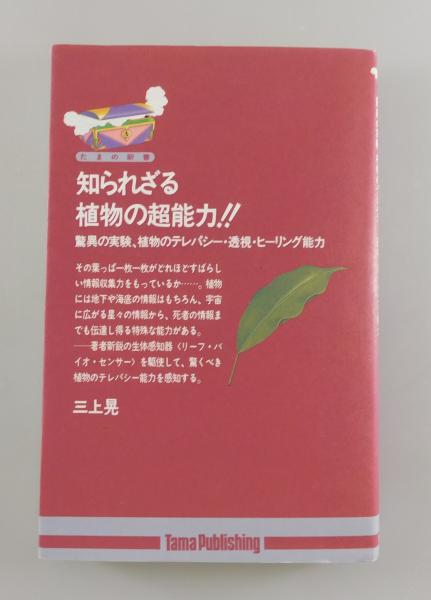 たまの新書
知られざる
植物の超能力!!
驚異の実験、植物のテレパシー・透視・ヒーリング能力
その葉っぱ一枚一枚がどれほどすばらし
い情報収集力をもっているか……。植物
には地下や海底の情報はもちろん、宇宙
に広がる星々の情報から、死者の情報ま
でも伝達し得る特殊な能力がある。
――著者新鋭の生体感知器〈リーフ・バ
イオ・センサー〉を駆使して、驚くべき
植物のテレパシー能力を感知する。
三上晃
Tama Publishing